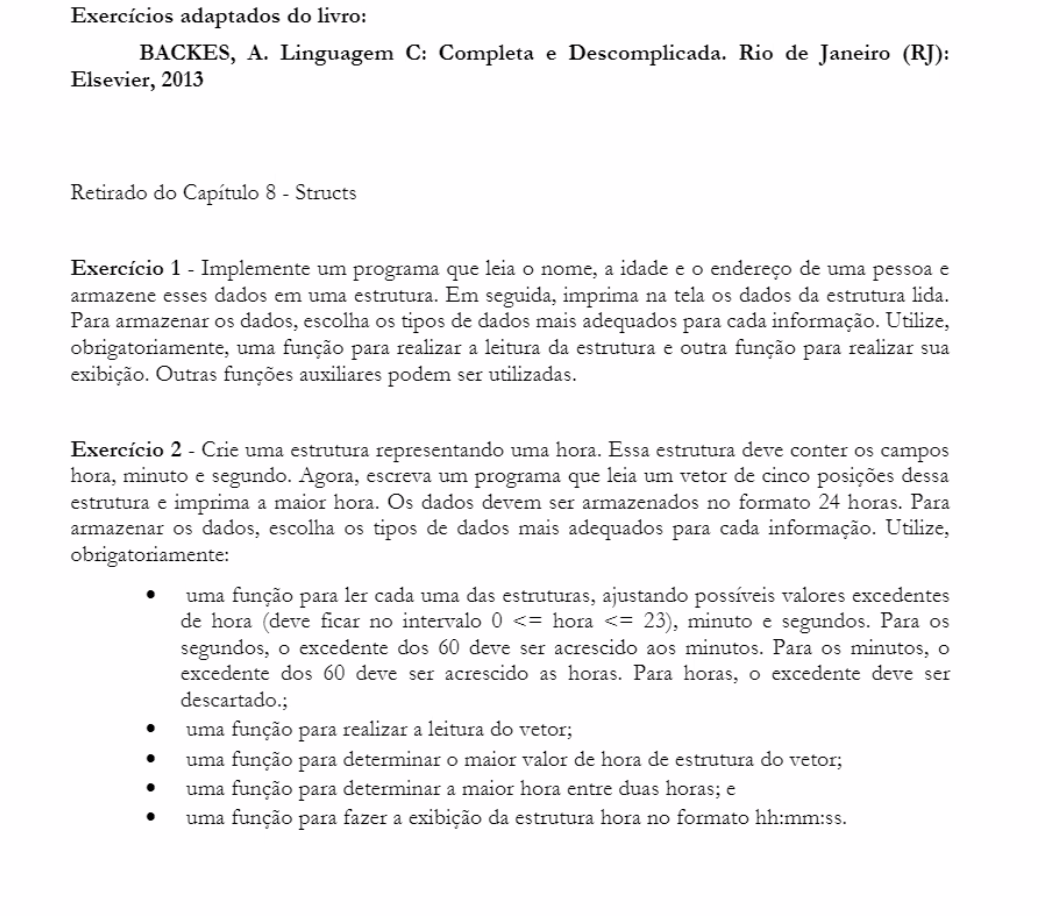 Exercícios adaptados do livro:
BACKES, A. Linguagem C: Completa e Descomplicada. Rio de Janeiro (RJ):
Elsevier, 2013
Retirado do Capítulo 8 - Structs
Exercício 1 - Implemente um programa que leia o nome, a idade e o endereço de uma pessoa e
armazene esses dados em uma estrutura. Em seguida, imprima na tela os dados da estrutura lida.
Para armazenar os dados, escolha os tipos de dados mais adequados para cada informação. Utilize,
obrigatoriamente, uma função para realizar a leitura da estrutura e outra função para realizar sua
exibição. Outras funções auxiliares podem ser utilizadas.
Exercício 2 - Crie uma estrutura representando uma hora. Essa estrutura deve conter os campos
hora, minuto e segundo. Agora, escreva um programa que leia um vetor de cinco posições dessa
estrutura e imprima a maior hora. Os dados devem ser armazenados no formato 24 horas. Para
armazenar os dados, escolha os tipos de dados mais adequados para cada informação. Utilize,
obrigatoriamente:
• uma função para ler cada uma das estruturas, ajustando possíveis valores excedentes
de hora (deve ficar no intervalo 0 <= hora <= 23), minuto e segundos. Para os
segundos, o excedente dos 60 deve ser acrescido aos minutos. Para os minutos, o
excedente dos 60 deve ser acrescido as horas. Para horas, o excedente deve ser
descartado.;
• uma função para realizar a leitura do vetor;
• uma função para determinar o maior valor de hora de estrutura do vetor;
• uma função para determinar a maior hora entre duas horas; e
• uma função para fazer a exibição da estrutura hora no formato hh:mm:ss.